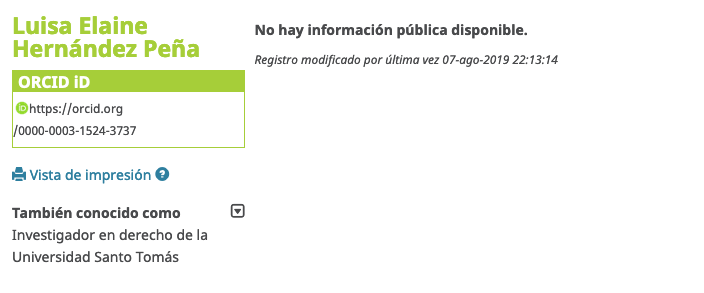 Luisa Elaine
Hernández Peña
ORCID iD
iD https://orcid.org
/0000-0003-1524-3737
Vista de impresión ?
También conocido como
Investigador en derecho de la
Universidad Santo Tomás
No hay información pública disponible.
Registro modificado por última vez 07-ago-2019 22:13:14